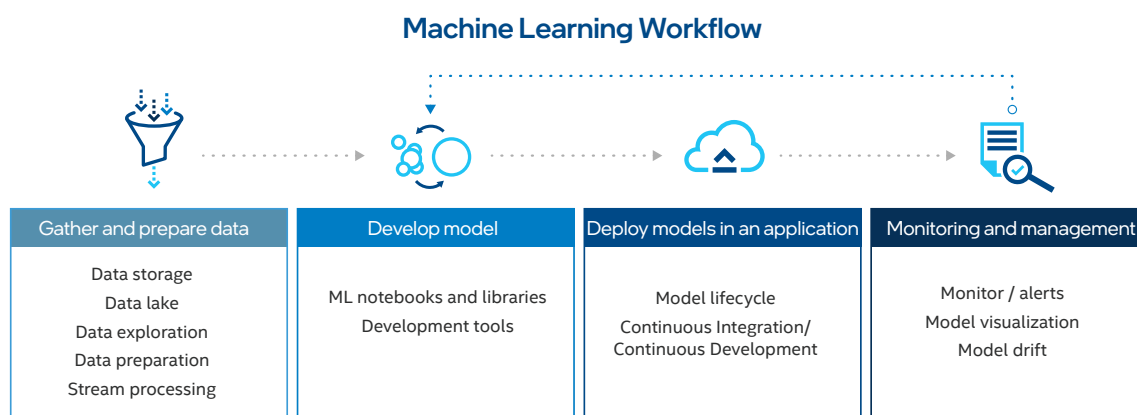 Machine Learning Workflow
Gather and prepare data
Data storage
Data lake
Data exploration
Data preparation
Stream processing
Develop model
ML notebooks and libraries
Development tools
Deploy models in an application
Model lifecycle
Continuous Integration/
Continuous Development
Monitoring and management
Monitor / alerts
Model visualization
Model drift